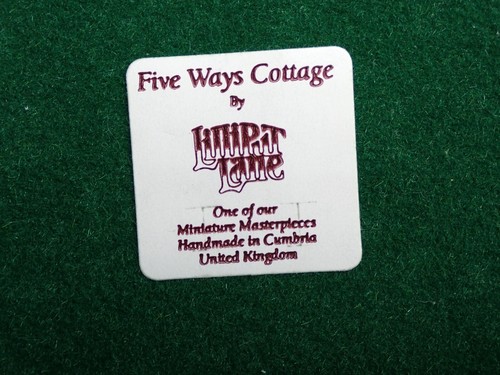 Five Ways Cottage
By
Lilliput
Lane
One of our
Miniature Masterpieces
Handmade in Cumbria
United Kingdom